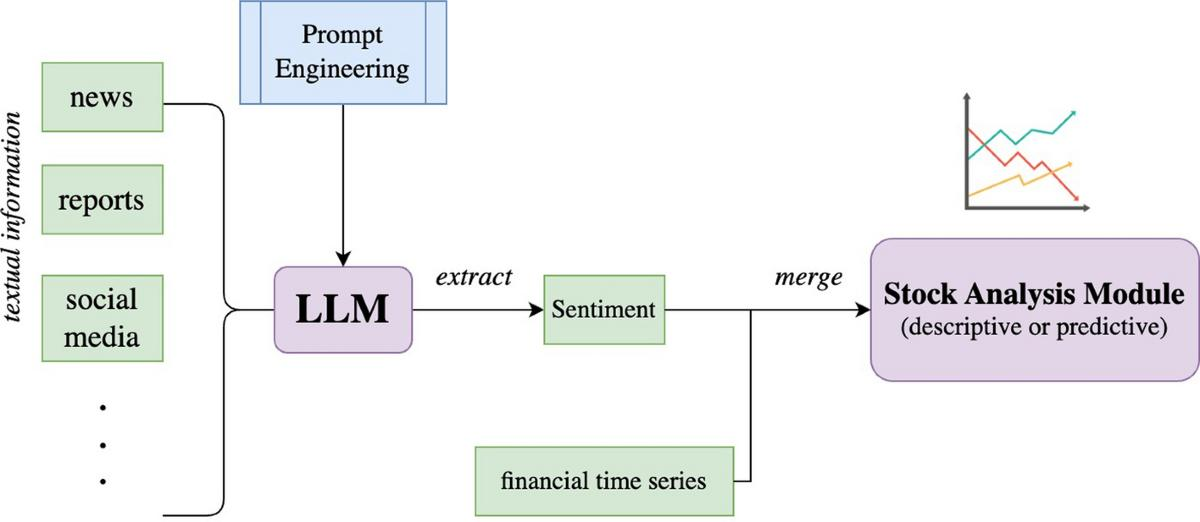 Prompt
Engineering
textual information
news
reports
social
media
LLM
extract
Sentiment
merge
Stock Analysis Module
(descriptive or predictive)
financial time series